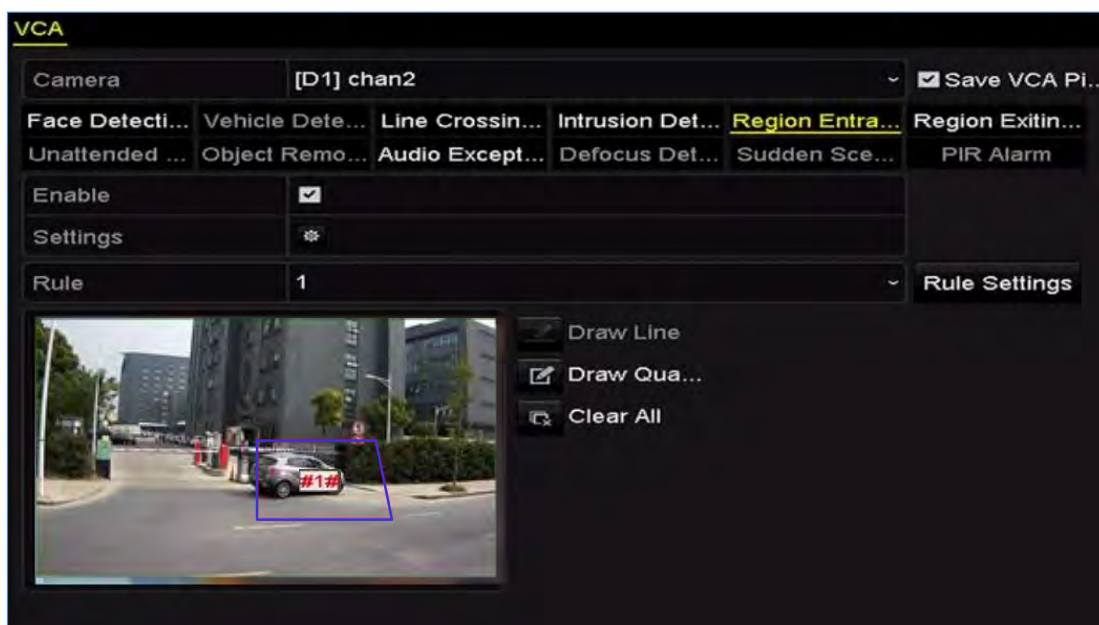 VCA
Camera [D1] chan2 Save VCA Pi...
Face Detecti... Vehicle Dete... Line Crossin... Intrusion Det... Region Entra... Region Exitin...
Unattended ... Object Remo... Audio Except... Defocus Det... Sudden Sce... PIR Alarm
Enable
Settings
Rule 1 Rule Settings
Draw Line
Draw Qua...
Clear All
#1#